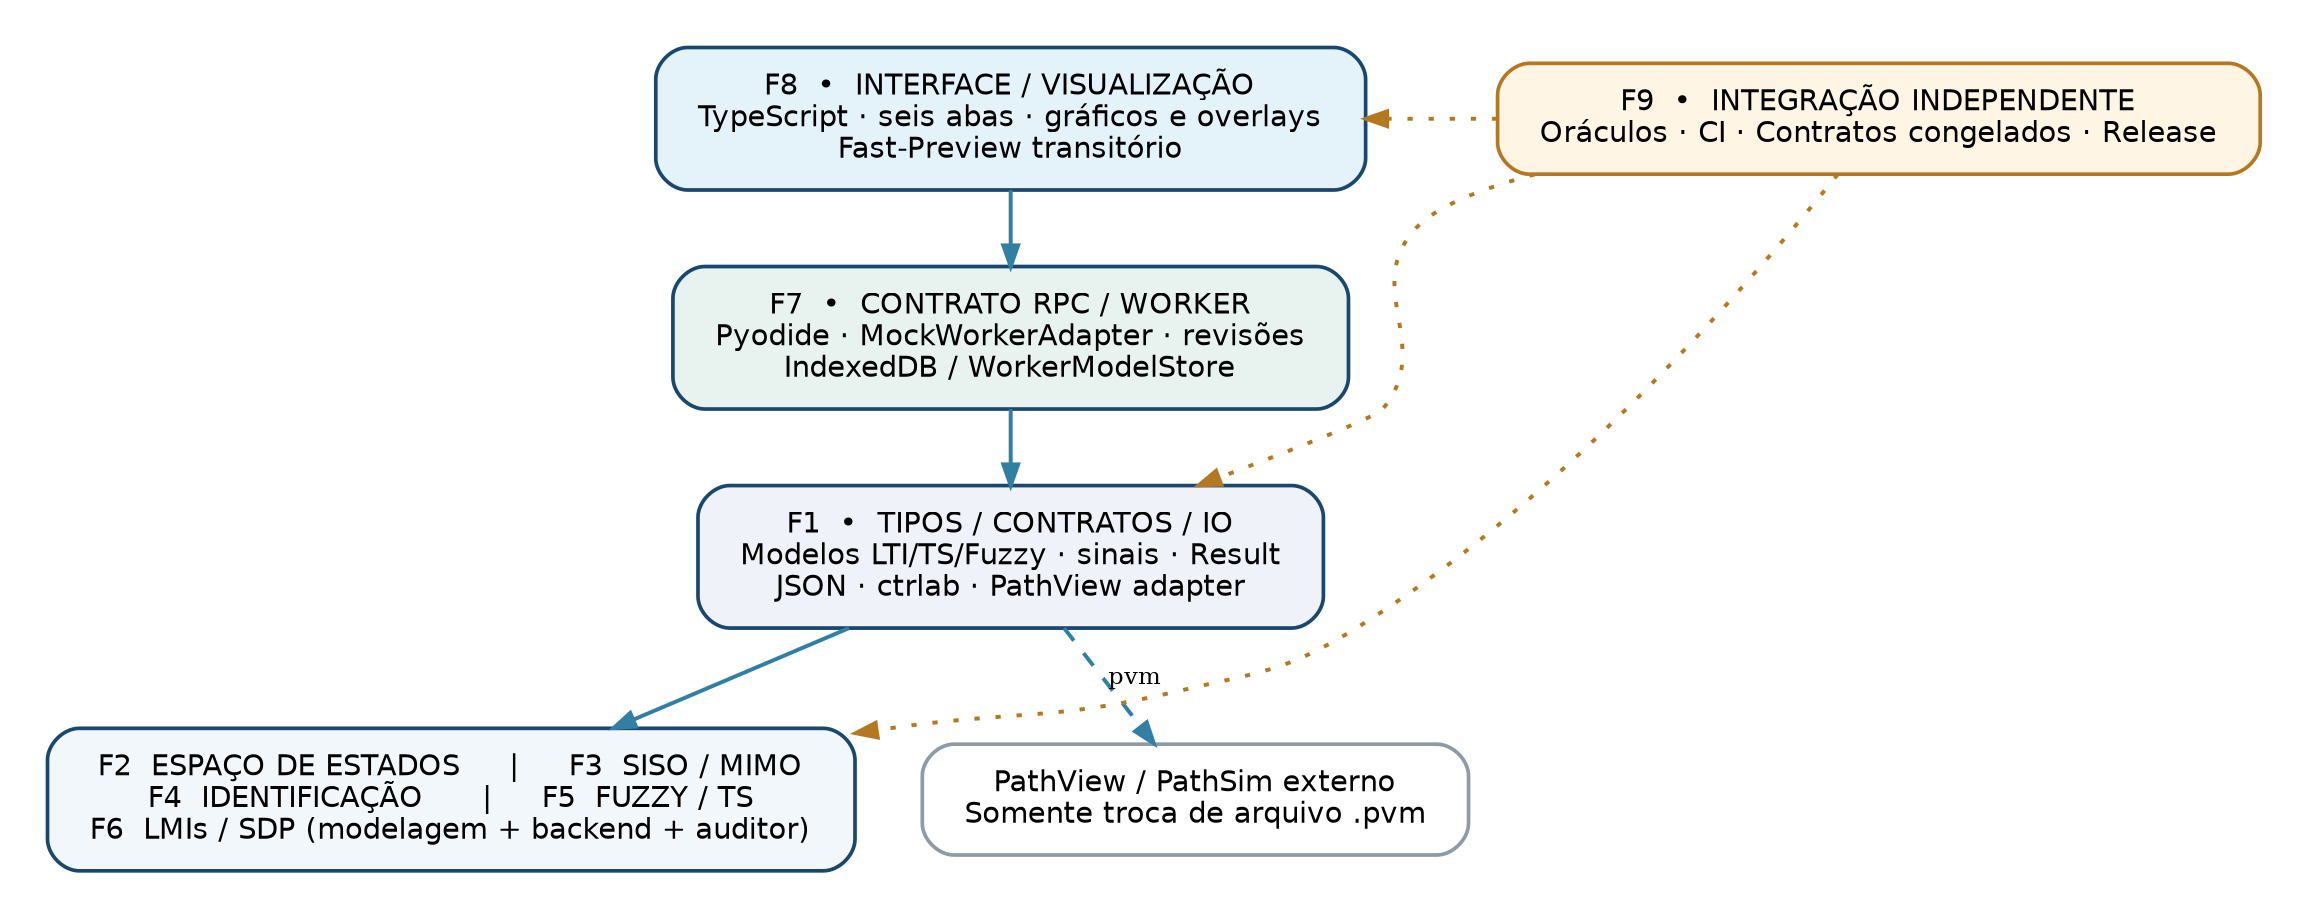 F8 • INTERFACE / VISUALIZAÇÃO
TypeScript · seis abas · gráficos e overlays
Fast-Preview transitório
F9 • INTEGRAÇÃO INDEPENDENTE
Oráculos · CI · Contratos congelados · Release
F7 • CONTRATO RPC / WORKER
Pyodide · MockWorkerAdapter · revisões
IndexedDB / WorkerModelStore
F1 • TIPOS / CONTRATOS / IO
Modelos LTI/TS/Fuzzy · sinais · Result
JSON · ctrlab · PathView adapter
pvm
F2 ESPAÇO DE ESTADOS | F3 SISO / MIMO
F4 IDENTIFICAÇÃO | F5 FUZZY / TS
F6 LMIs / SDP (modelagem + backend + auditor)
PathView / PathSim externo
Somente troca de arquivo .pvm